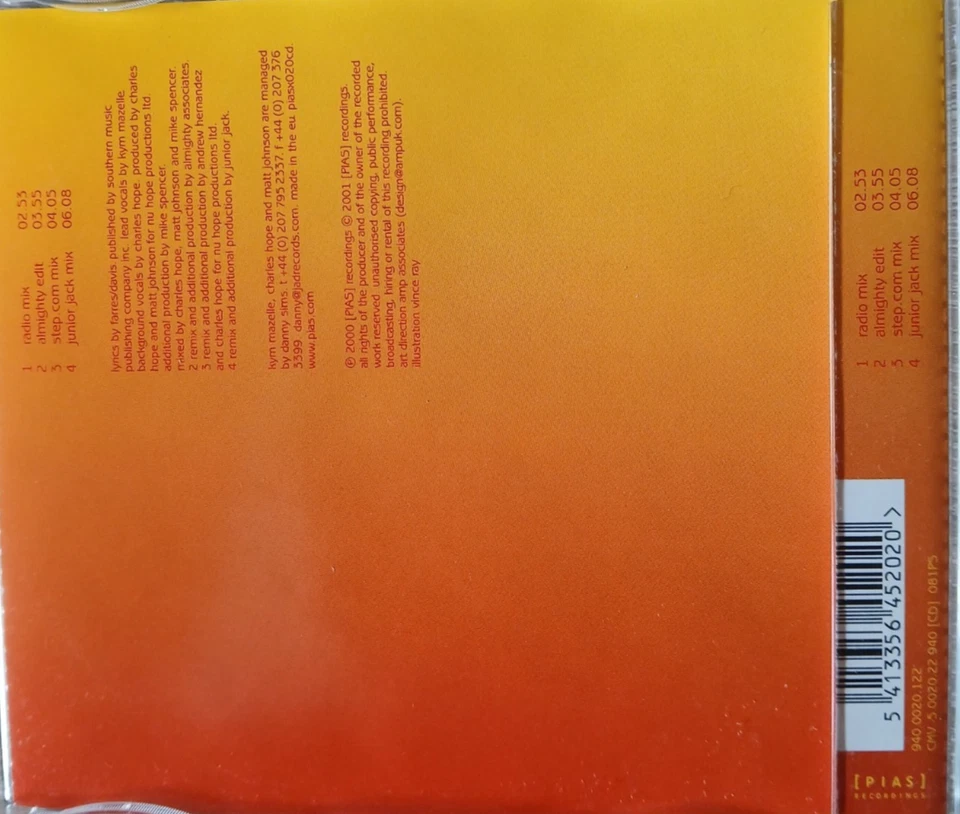 1 radio mix 02.53
2 almighty edit 03.55
3 step.com mix 04.05
4 junior jack mix 06.08
lyrics by farres/davis published by southern music
publishing company inc. lead vocals by kym mazelle.
background vocals by charles hope. produced by charles
hope and matt johnson for nu hope productions ltd.
additional production by mike spencer.
mixed by charles hope, matt johnson and mike spencer.
2 remix and additional production by almighty associates.
3 remix and additional production by andrew hernandez
and charles hope for nu hope productions ltd.
4 remix and additional production by junior jack.
kym mazelle, charles hope and matt johnson are managed
by danny sims. t +44 (0) 207 795 2337. f +44 (0) 207 376
3399 danny@jadrecords.com. made in the eu. piasx020cd.
www.pias.com
℗ 2000 [PIAS] recordings © 2001 [PIAS] recordings.
all rights of the producer and of the owner of the recorded
work reserved. unauthorised copying, public performance,
broadcasting, hiring or rental of this recording prohibited.
art direction amp associates (design@ampuk.com).
illustration vince ray
1 radio mix 02.53
2 almighty edit 03.55
3 step.com mix 04.05
4 junior jack mix 06.08
5 413356 452020 >
940.0020.122
CMV 5 0020 22 940 [CD] 081P5
[PIAS]
RECORDINGS